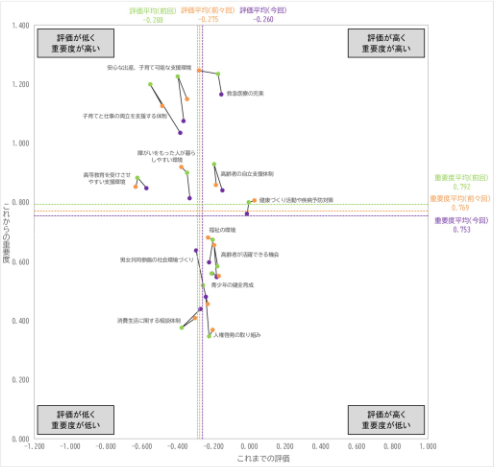 評価平均(前回)
-0.288
評価平均(前々回)
-0.275
評価平均(今回)
-0.260
1.400
1.200
1.000
0.800
0.600
0.400
0.200
0.000
評価が低く
重要度が高い
評価が高く
重要度が高い
安心な出産、子育て可能な支援環境
救急医療の充実
子育てと仕事の両立を支援する体制
障がいをもった人が暮らしやすい環境
高等教育を受けさせ
やすい支援環境
高齢者の自立支援体制
健康づくり活動や疾病予防対策
重要度平均(前回)
0.792
重要度平均(前々回)
0.769
重要度平均(今回)
0.753
これからの重要度
福祉の環境
男女共同参画の社会環境づくり
高齢者が活躍できる機会
青少年の健全育成
消費生活に関する相談体制
人権啓発の取り組み
評価が低く
重要度が低い
評価が高く
重要度が低い
-1.200
-1.000
-0.800
-0.600
-0.400
-0.200
0.000
0.200
0.400
0.600
0.800
1.000
これまでの評価